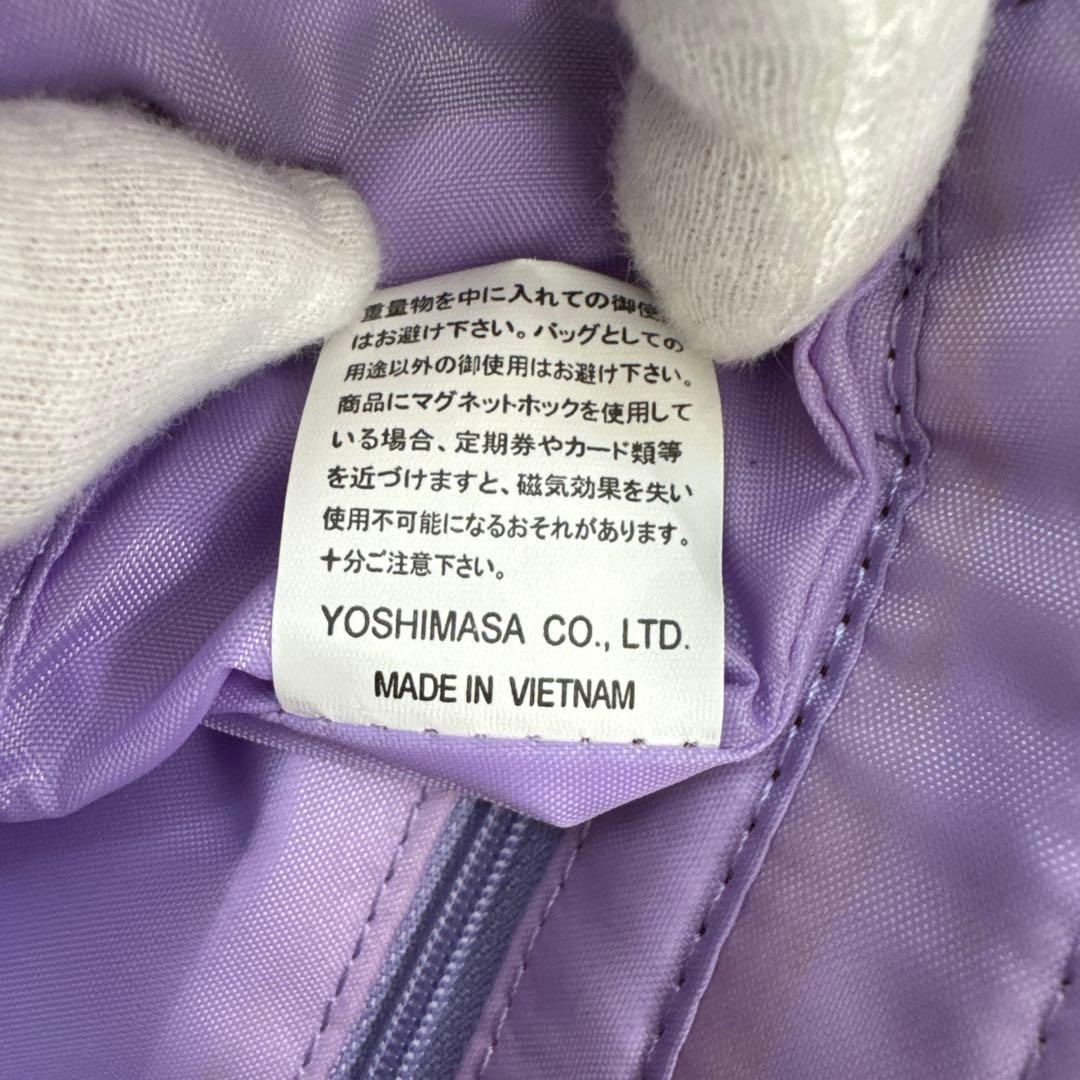 重量物を中に入れての御使
はお避け下さい。バッグとしての
用途以外の御使用はお避け下さい。
商品にマグネットホックを使用して
いる場合、定期券やカード類等
を近づけますと、磁気効果を失い
使用不可能になるおそれがあります。
十分ご注意下さい。
YOSHIMASA CO., LTD.
MADE IN VIETNAM